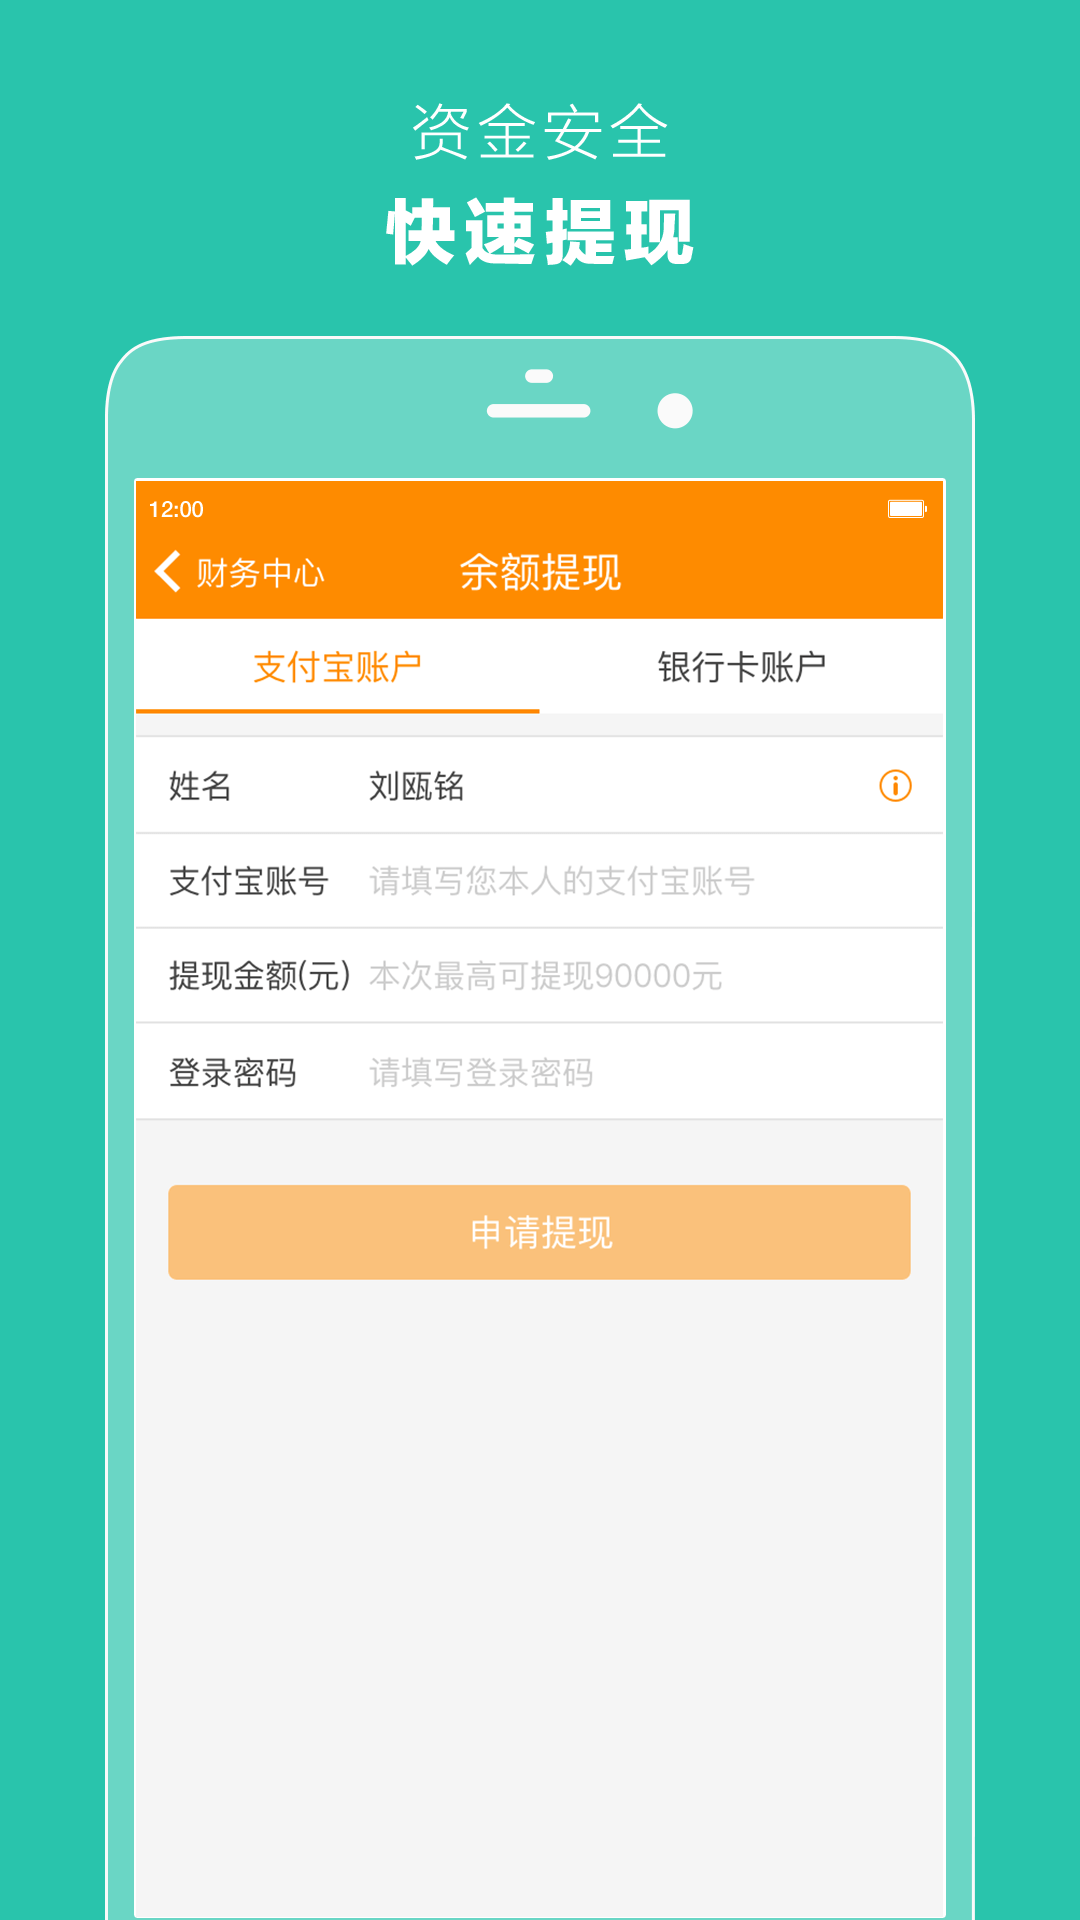 资金安全
快速提现
12:00
财务中心 余额提现
支付宝账户 银行卡账户
姓名 刘瓯铭
支付宝账号 请填写您本人的支付宝账号
提现金额(元) 本次最高可提现90000元
登录密码 请填写登录密码
申请提现